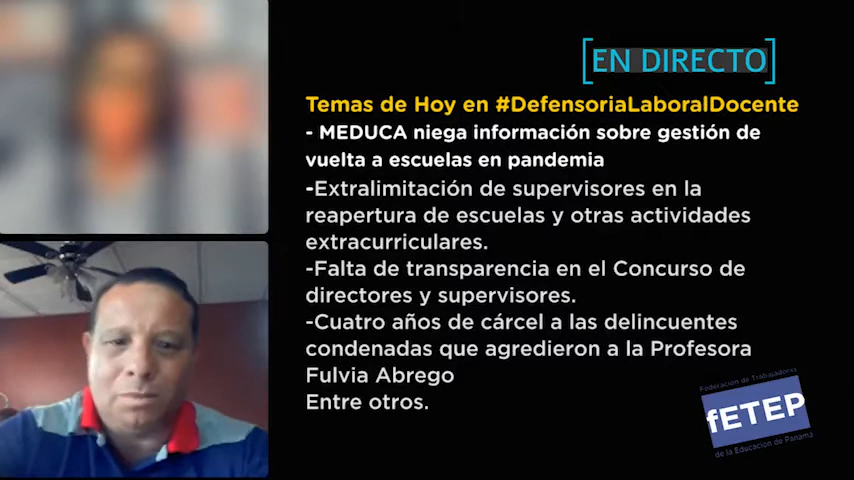 EN DIRECTO
Temas de Hoy en #DefensoriaLaboralDocente
- MEDUCA niega información sobre gestión de
vuelta a escuelas en pandemia
-Extralimitación de supervisores en la
reapertura de escuelas y otras actividades
extracurriculares.
-Falta de transparencia en el Concurso de
directores y supervisores.
-Cuatro años de cárcel a las delincuentes
condenadas que agredieron a la Profesora
Fulvia Abrego
Entre otros.
Federación de Trabajadores
fETEP
de la Educacion de Panama